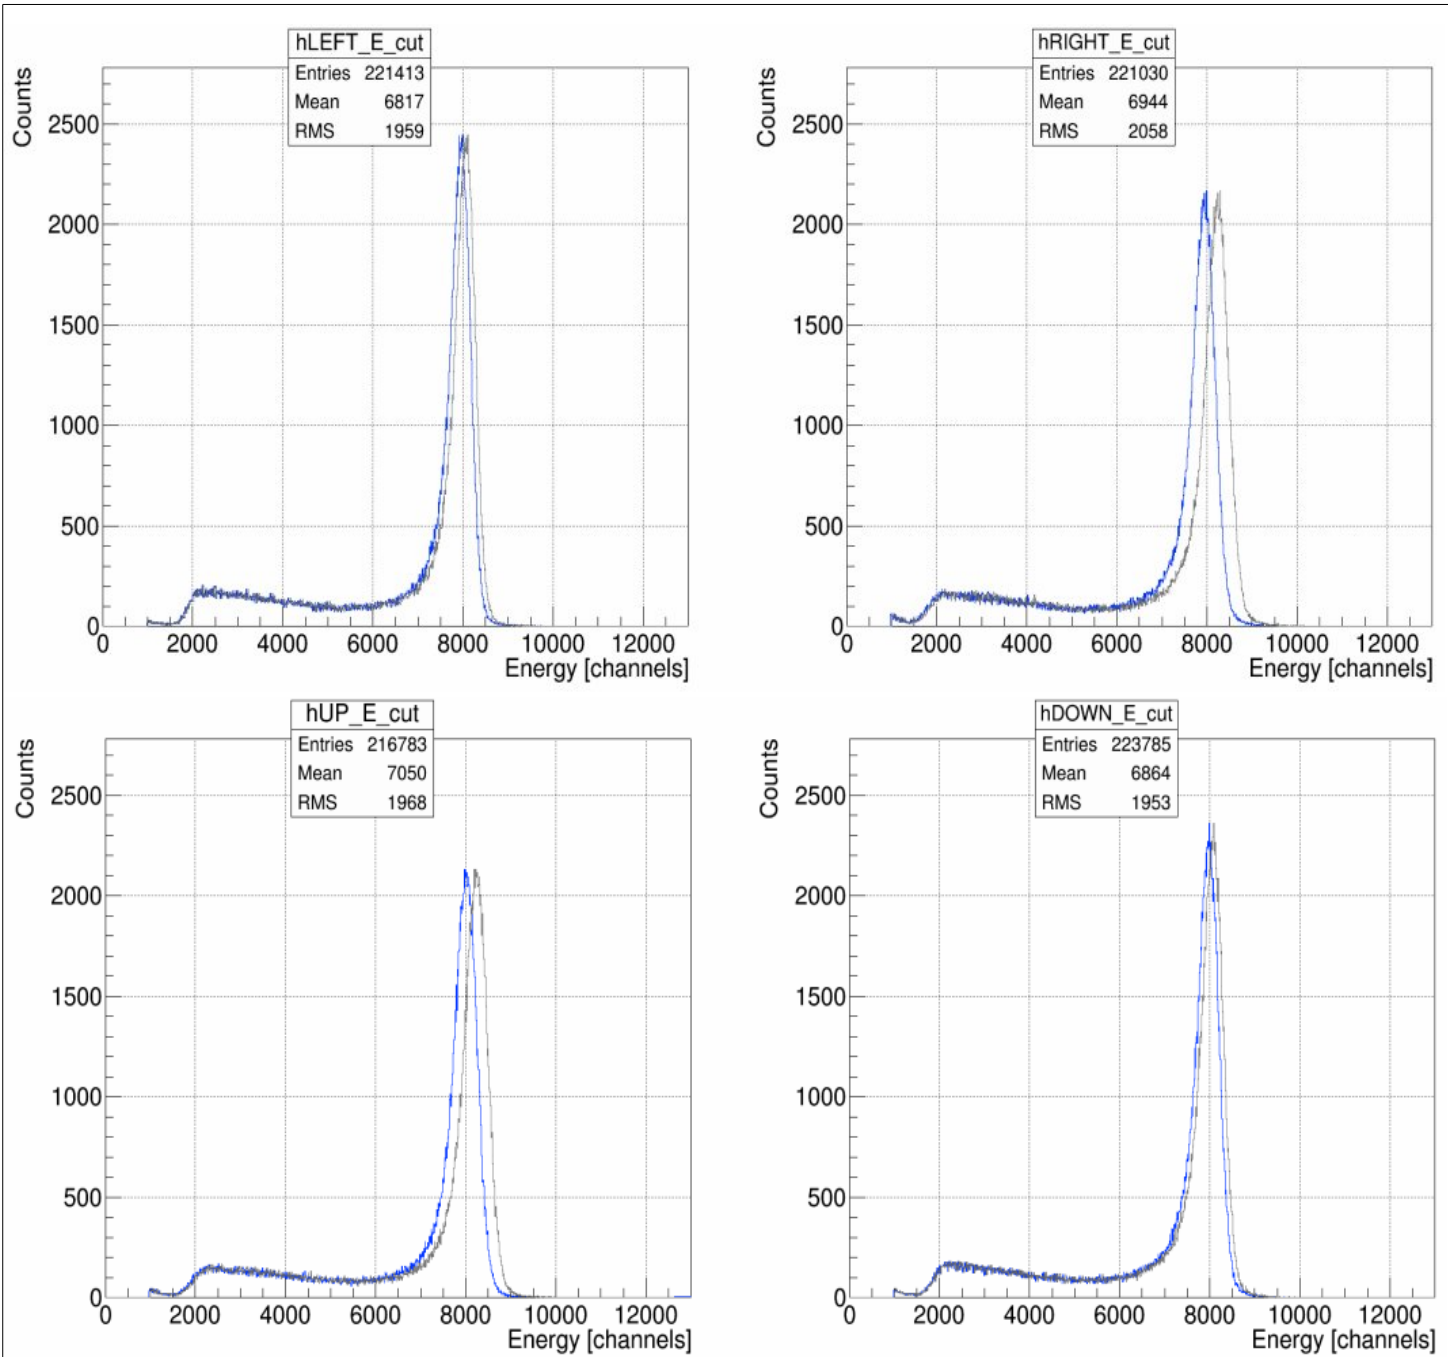 hLEFT_E_cut
Entries 221413
Mean 6817
RMS 1959
Counts
2500
2000
1500
1000
500
0
0 2000 4000 6000 8000 10000 12000
Energy [channels]
hRIGHT_E_cut
Entries 221030
Mean 6944
RMS 2058
Counts
2500
2000
1500
1000
500
0
0 2000 4000 6000 8000 10000 12000
Energy [channels]
hUP_E_cut
Entries 216783
Mean 7050
RMS 1968
Counts
2500
2000
1500
1000
500
0
0 2000 4000 6000 8000 10000 12000
Energy [channels]
hDOWN_E_cut
Entries 223785
Mean 6864
RMS 1953
Counts
2500
2000
1500
1000
500
0
0 2000 4000 6000 8000 10000 12000
Energy [channels]